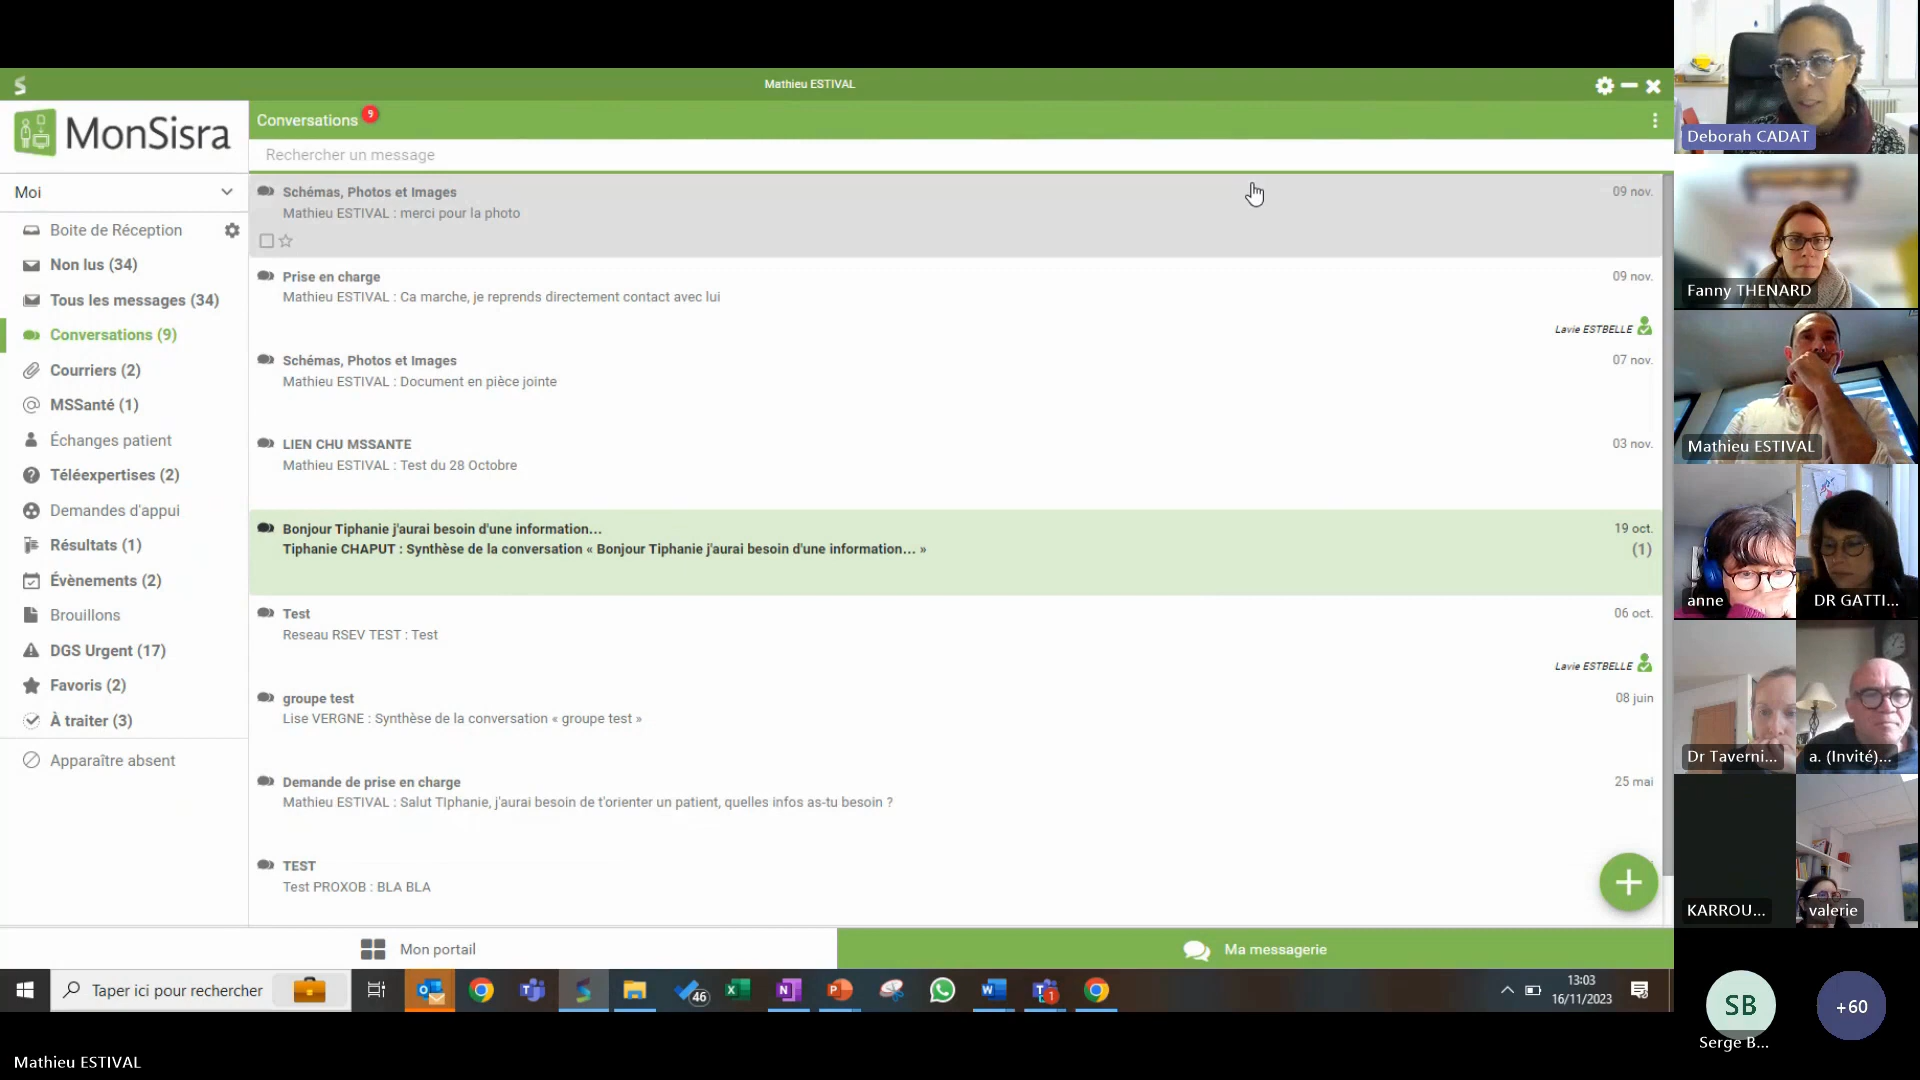 Mathieu ESTIVAL
MonSisra
Moi
Boite de Réception
Non lus (34)
Tous les messages (34)
Conversations (9)
Courriers (2)
MSSanté (1)
Échanges patient
Téléexpertises (2)
Demandes d'appui
Résultats (1)
Évènements (2)
Brouillons
DGS Urgent (17)
Favoris (2)
À traiter (3)
Apparaître absent
Conversations 9
Rechercher un message
Schémas, Photos et Images 09 nov.
Mathieu ESTIVAL : merci pour la photo
Prise en charge 09 nov.
Mathieu ESTIVAL : Ca marche, je reprends directement contact avec lui
Lavie ESTBELLE
Schémas, Photos et Images 07 nov.
Mathieu ESTIVAL : Document en pièce jointe
LIEN CHU MSSANTE 03 nov.
Mathieu ESTIVAL : Test du 28 Octobre
Bonjour Tiphanie j'aurai besoin d'une information... 19 oct.
Tiphanie CHAPUT : Synthèse de la conversation « Bonjour Tiphanie j'aurai besoin d'une information... » (1)
Test 06 oct.
Reseau RSEV TEST : Test
Lavie ESTBELLE
groupe test 08 juin
Lise VERGNE : Synthèse de la conversation « groupe test »
Demande de prise en charge 25 mai
Mathieu ESTIVAL : Salut TIphanie, j'aurai besoin de t'orienter un patient, quelles infos as-tu besoin ?
TEST
Test PROXOB : BLA BLA
Mon portail
Ma messagerie
Taper ici pour rechercher
46
1
13:03
16/11/2023
Mathieu ESTIVAL
Deborah CADAT
Fanny THENARD
Mathieu ESTIVAL
anne
DR GATTI...
Dr Taverni...
a. (Invité)...
KARROU...
valerie
SB
Serge B...
+60